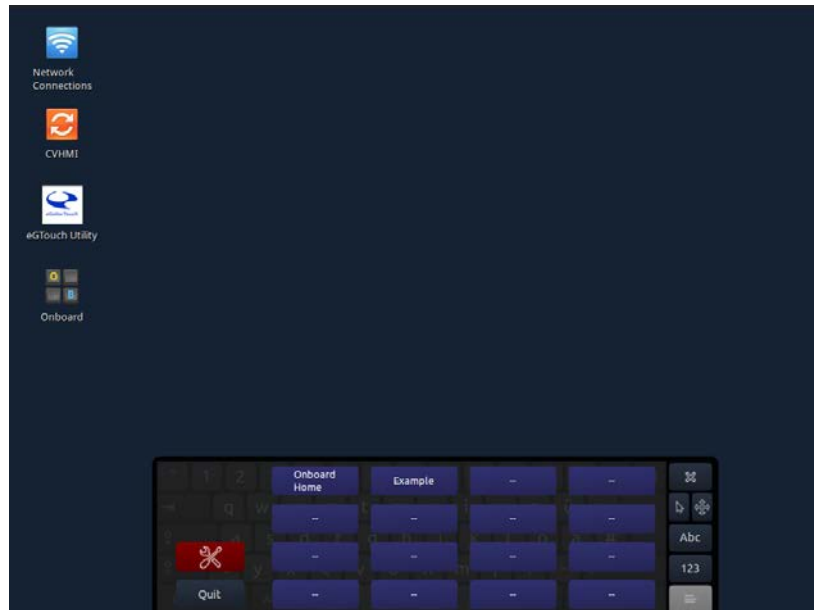 Network
Connections
CVHMI
eGTouch Utility
Onboard
Onboard
Home
Example
--
--
--
--
--
--
Abc
--
--
--
--
123
Quit
--
--
--
--